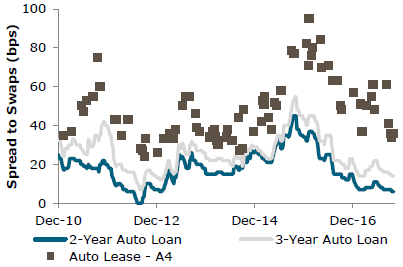 Spread to Swaps (bps)
100
80
60
40
20
0
Dec-10 Dec-12 Dec-14 Dec-16
2-Year Auto Loan 3-Year Auto Loan
Auto Lease - A4